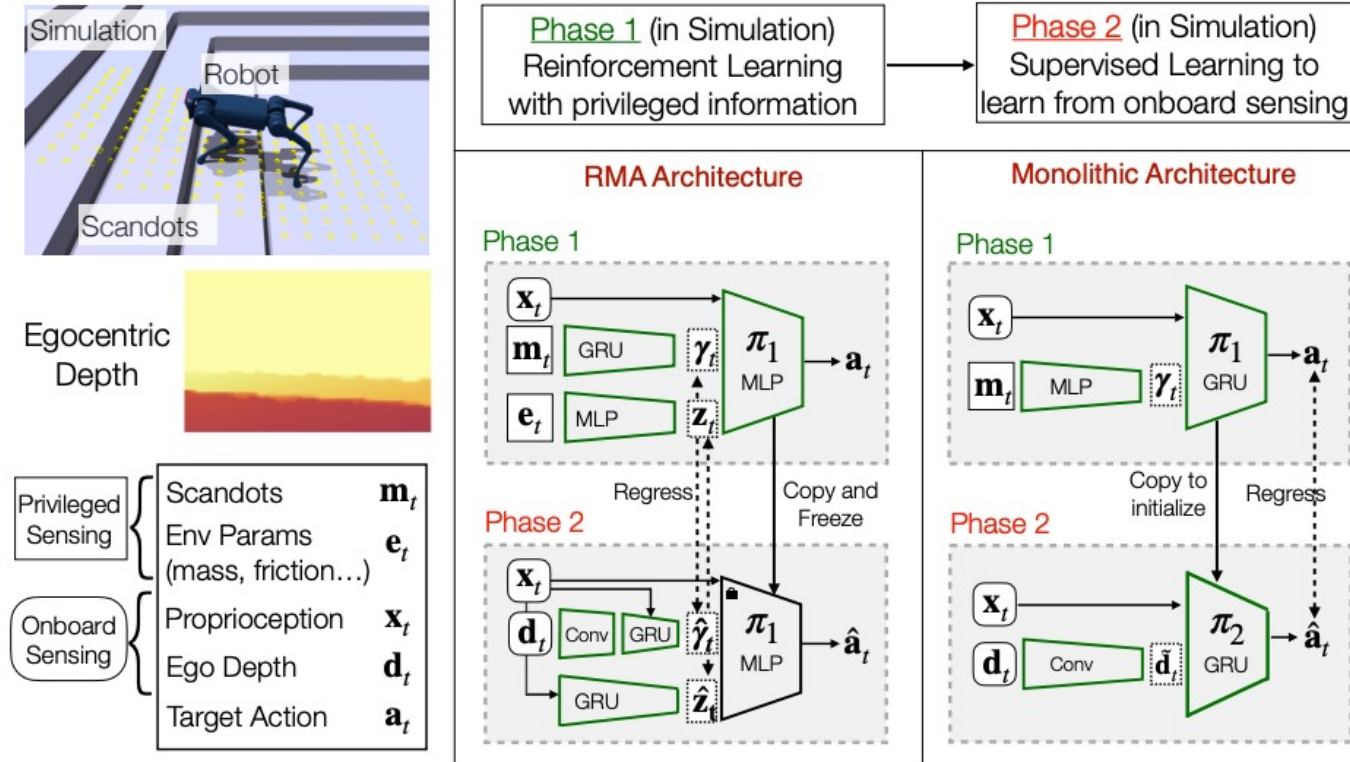 Simulation
Robot
Scandots
Egocentric
Depth
Privileged
Sensing
Onboard
Sensing
Scandots m_t
Env Params e_t
(mass, friction…)
Proprioception x_t
Ego Depth d_t
Target Action a_t
Phase 1 (in Simulation)
Reinforcement Learning
with privileged information
Phase 2 (in Simulation)
Supervised Learning to
learn from onboard sensing
RMA Architecture
Phase 1
x_t
m_t GRU γ_t
e_t MLP z_t
π_1
MLP
a_t
Regress
Copy and
Freeze
Phase 2
x_t
d_t Conv GRU γ̂_t
GRU ẑ_t
π_1
MLP
â_t
Monolithic Architecture
Phase 1
x_t
m_t MLP γ_t
π_1
GRU
a_t
Copy to
initialize
Regress
Phase 2
x_t
d_t Conv d̃_t
π_2
GRU
â_t